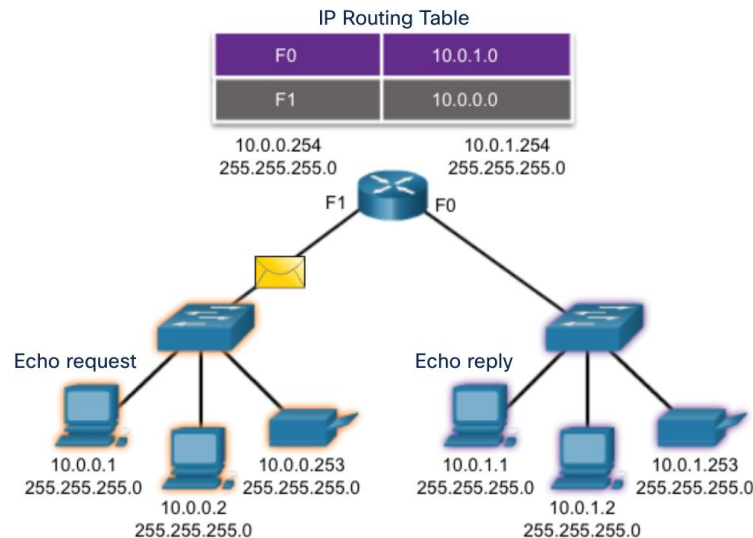 IP Routing Table
F0 10.0.1.0
F1 10.0.0.0
10.0.0.254
255.255.255.0
10.0.1.254
255.255.255.0
F1
F0
Echo request
Echo reply
10.0.0.1
255.255.255.0
10.0.0.2
255.255.255.0
10.0.0.253
255.255.255.0
10.0.1.1
255.255.255.0
10.0.1.2
255.255.255.0
10.0.1.253
255.255.255.0